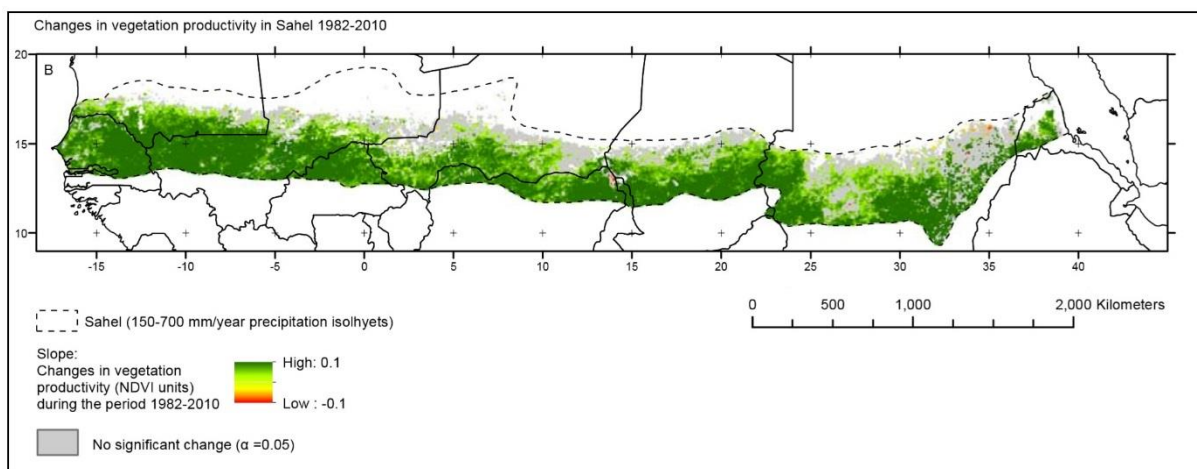 Changes in vegetation productivity in Sahel 1982-2010
B
20
15
10
-15 -10 -5 0 5 10 15 20 25 30 35 40
Sahel (150-700 mm/year precipitation isolhyets)
0 500 1,000 2,000 Kilometers
Slope:
Changes in vegetation
productivity (NDVI units)
during the period 1982-2010
High: 0.1
Low : -0.1
No significant change (α =0.05)